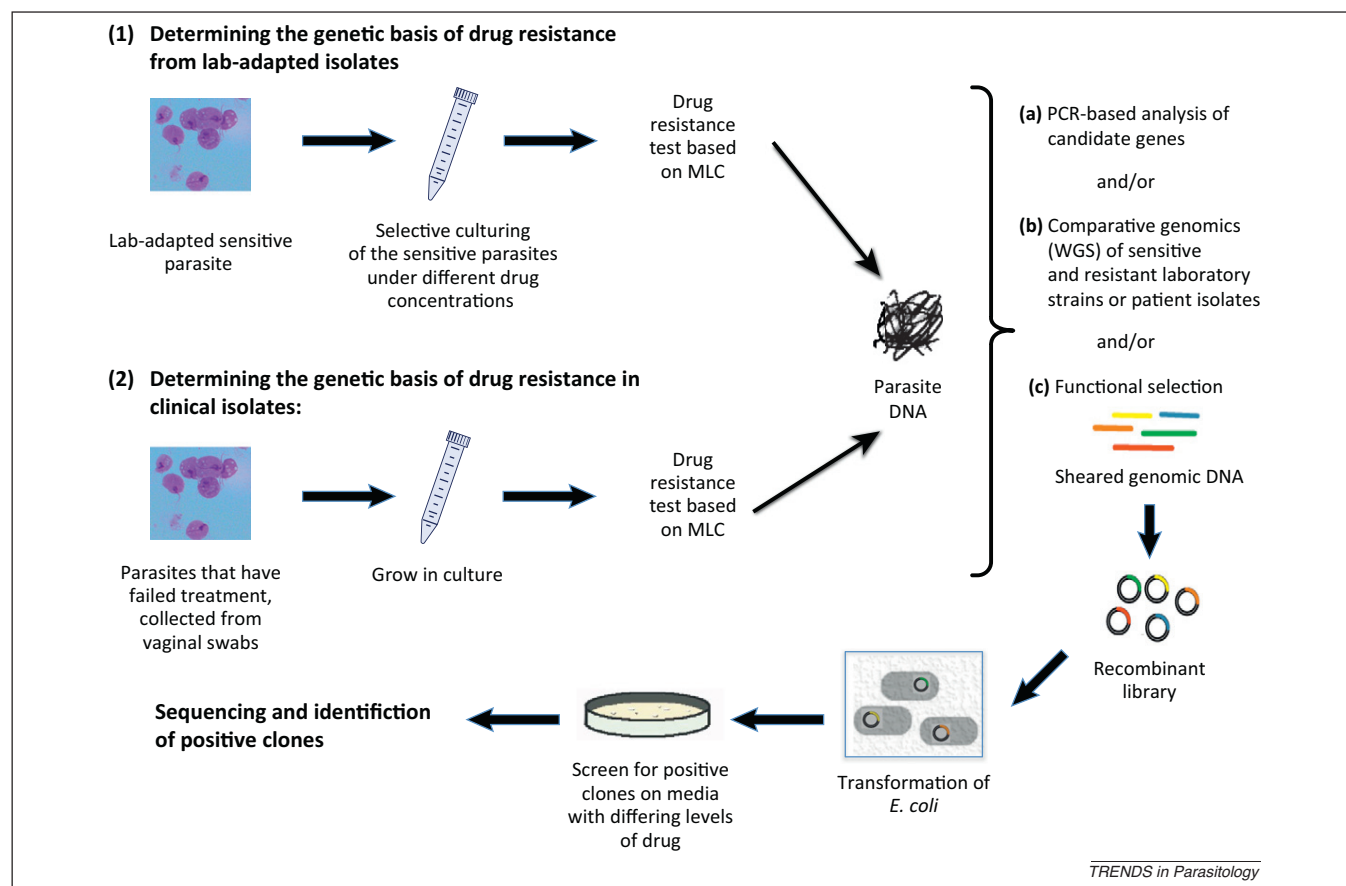 (1) Determining the genetic basis of drug resistance
from lab-adapted isolates
Lab-adapted sensitive
parasite
Selective culturing
of the sensitive parasites
under different drug
concentrations
Drug
resistance
test based
on MLC
(2) Determining the genetic basis of drug resistance in
clinical isolates:
Parasites that have
failed treatment,
collected from
vaginal swabs
Grow in culture
Drug
resistance
test based
on MLC
Parasite
DNA
(a) PCR-based analysis of
candidate genes
and/or
(b) Comparative genomics
(WGS) of sensitive
and resistant laboratory
strains or patient isolates
and/or
(c) Functional selection
Sheared genomic DNA
Recombinant
library
Transformation of
E. coli
Screen for positive
clones on media
with differing levels
of drug
Sequencing and identifiction
of positive clones
TRENDS in Parasitology